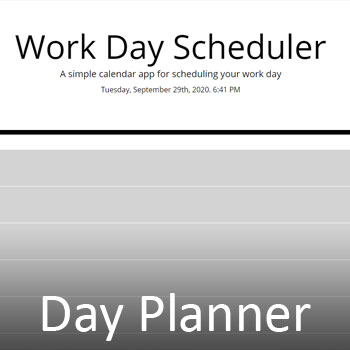 Work Day Scheduler
A simple calendar app for scheduling your work day
Tuesday, September 29th, 2020. 6:41 PM
Day Planner